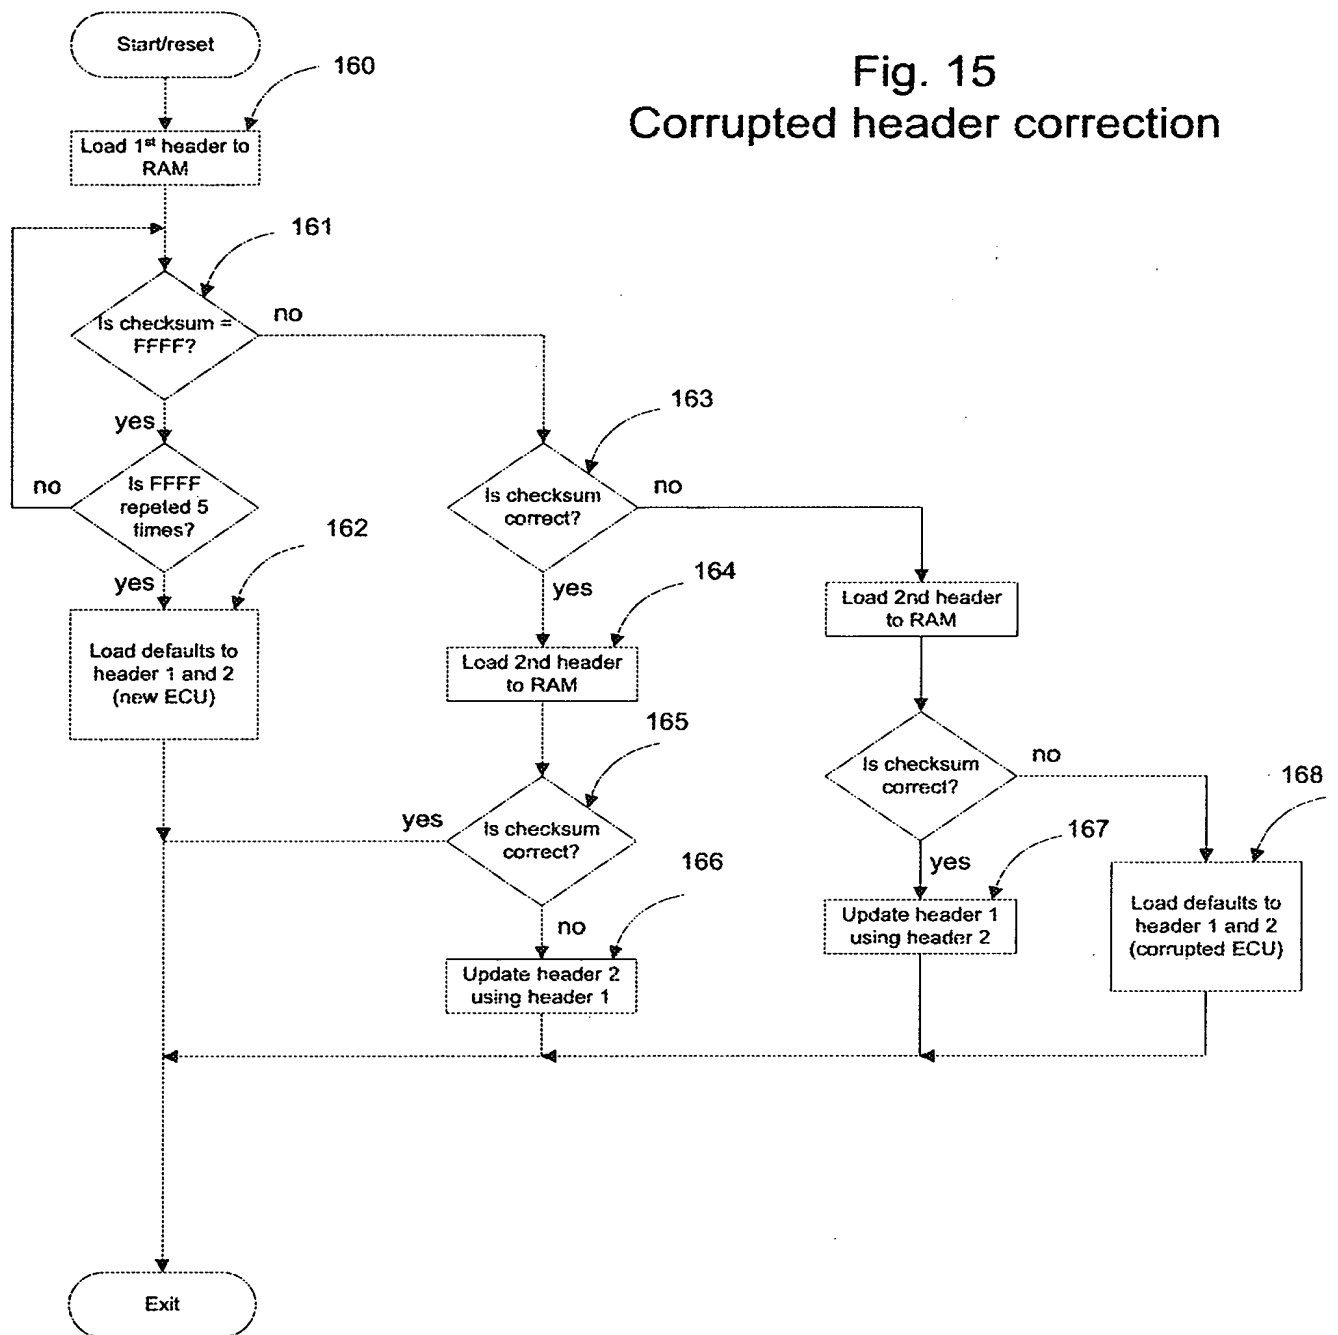 Start/reset
160
Fig. 15
Corrupted header correction
Load 1st header to
RAM
161
Is checksum =
FFFF?
no
yes
163
Is FFFF
repeted 5
times?
no
yes
162
Is checksum
correct?
no
yes
164
Load defaults to
header 1 and 2
(new ECU)
Load 2nd header
to RAM
Load 2nd header
to RAM
165
Is checksum
correct?
yes
no
166
Is checksum
correct?
no
yes
167
168
Update header 2
using header 1
Update header 1
using header 2
Load defaults to
header 1 and 2
(corrupted ECU)
Exit